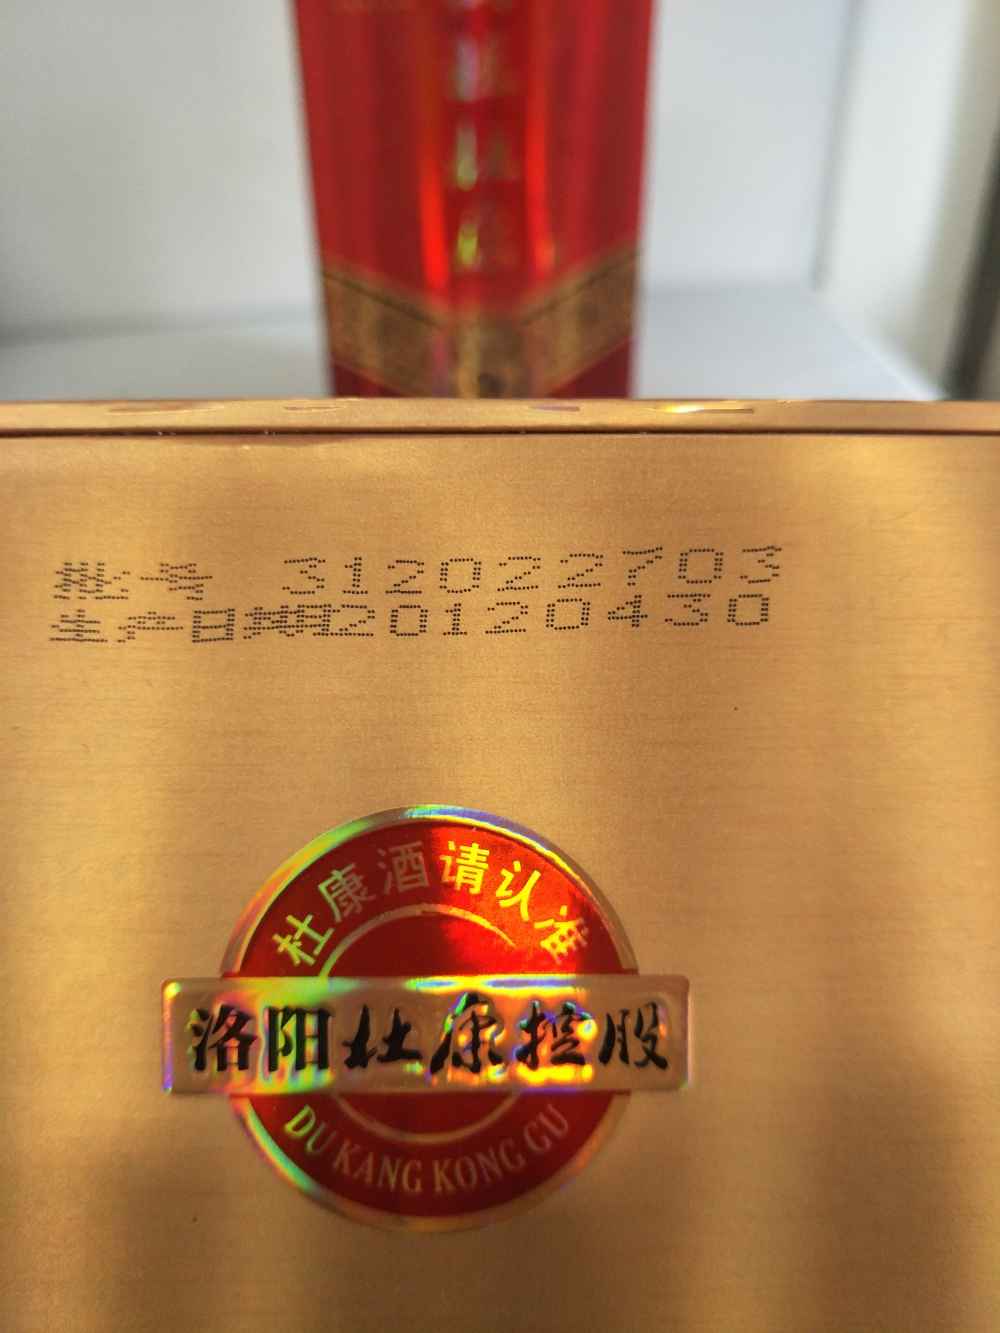 批号 312022703
生产日期20120430
杜康酒请认准
洛阳杜康控股
DU KANG KONG GU